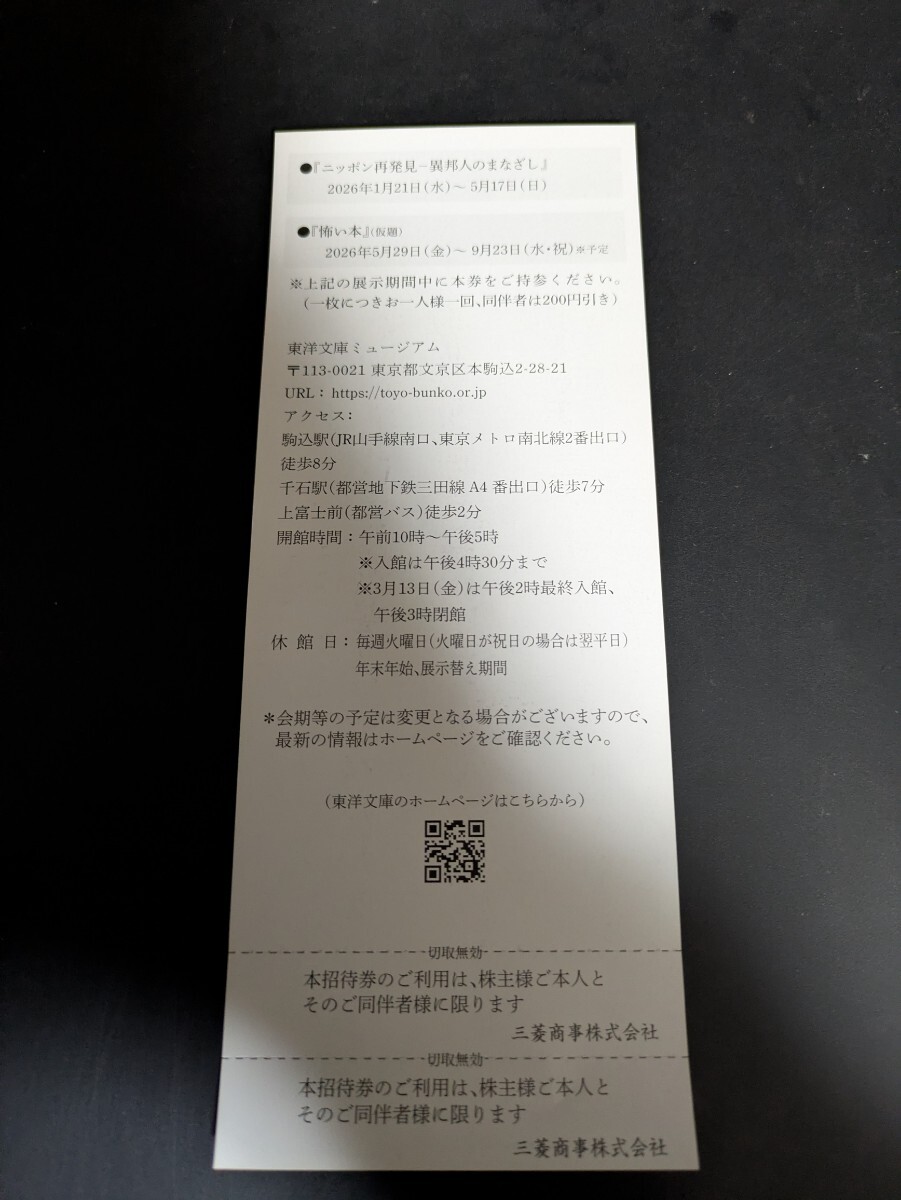 ●『ニッポン再発見−異邦人のまなざし』
2026年1月21日(水)～ 5月17日(日)
●『怖い本』(仮題)
2026年5月29日(金)～ 9月23日(水・祝)※予定
※上記の展示期間中に本券をご持参ください。
(一枚につきお一人様一回、同伴者は200円引き)
東洋文庫ミュージアム
〒113-0021 東京都文京区本駒込2-28-21
URL： https://toyo-bunko.or.jp
アクセス：
駒込駅(JR山手線南口、東京メトロ南北線2番出口)
徒歩8分
千石駅(都営地下鉄三田線 A4 番出口)徒歩7分
上富士前(都営バス)徒歩2分
開館時間：午前10時～午後5時
※入館は午後4時30分まで
※3月13日(金)は午後2時最終入館、
午後3時閉館
休 館 日：毎週火曜日(火曜日が祝日の場合は翌平日)
年末年始、展示替え期間
＊会期等の予定は変更となる場合がございますので、
最新の情報はホームページをご確認ください。
(東洋文庫のホームページはこちらから)
切取無効
本招待券のご利用は、株主様ご本人と
そのご同伴者様に限ります
三菱商事株式会社
切取無効
本招待券のご利用は、株主様ご本人と
そのご同伴者様に限ります
三菱商事株式会社